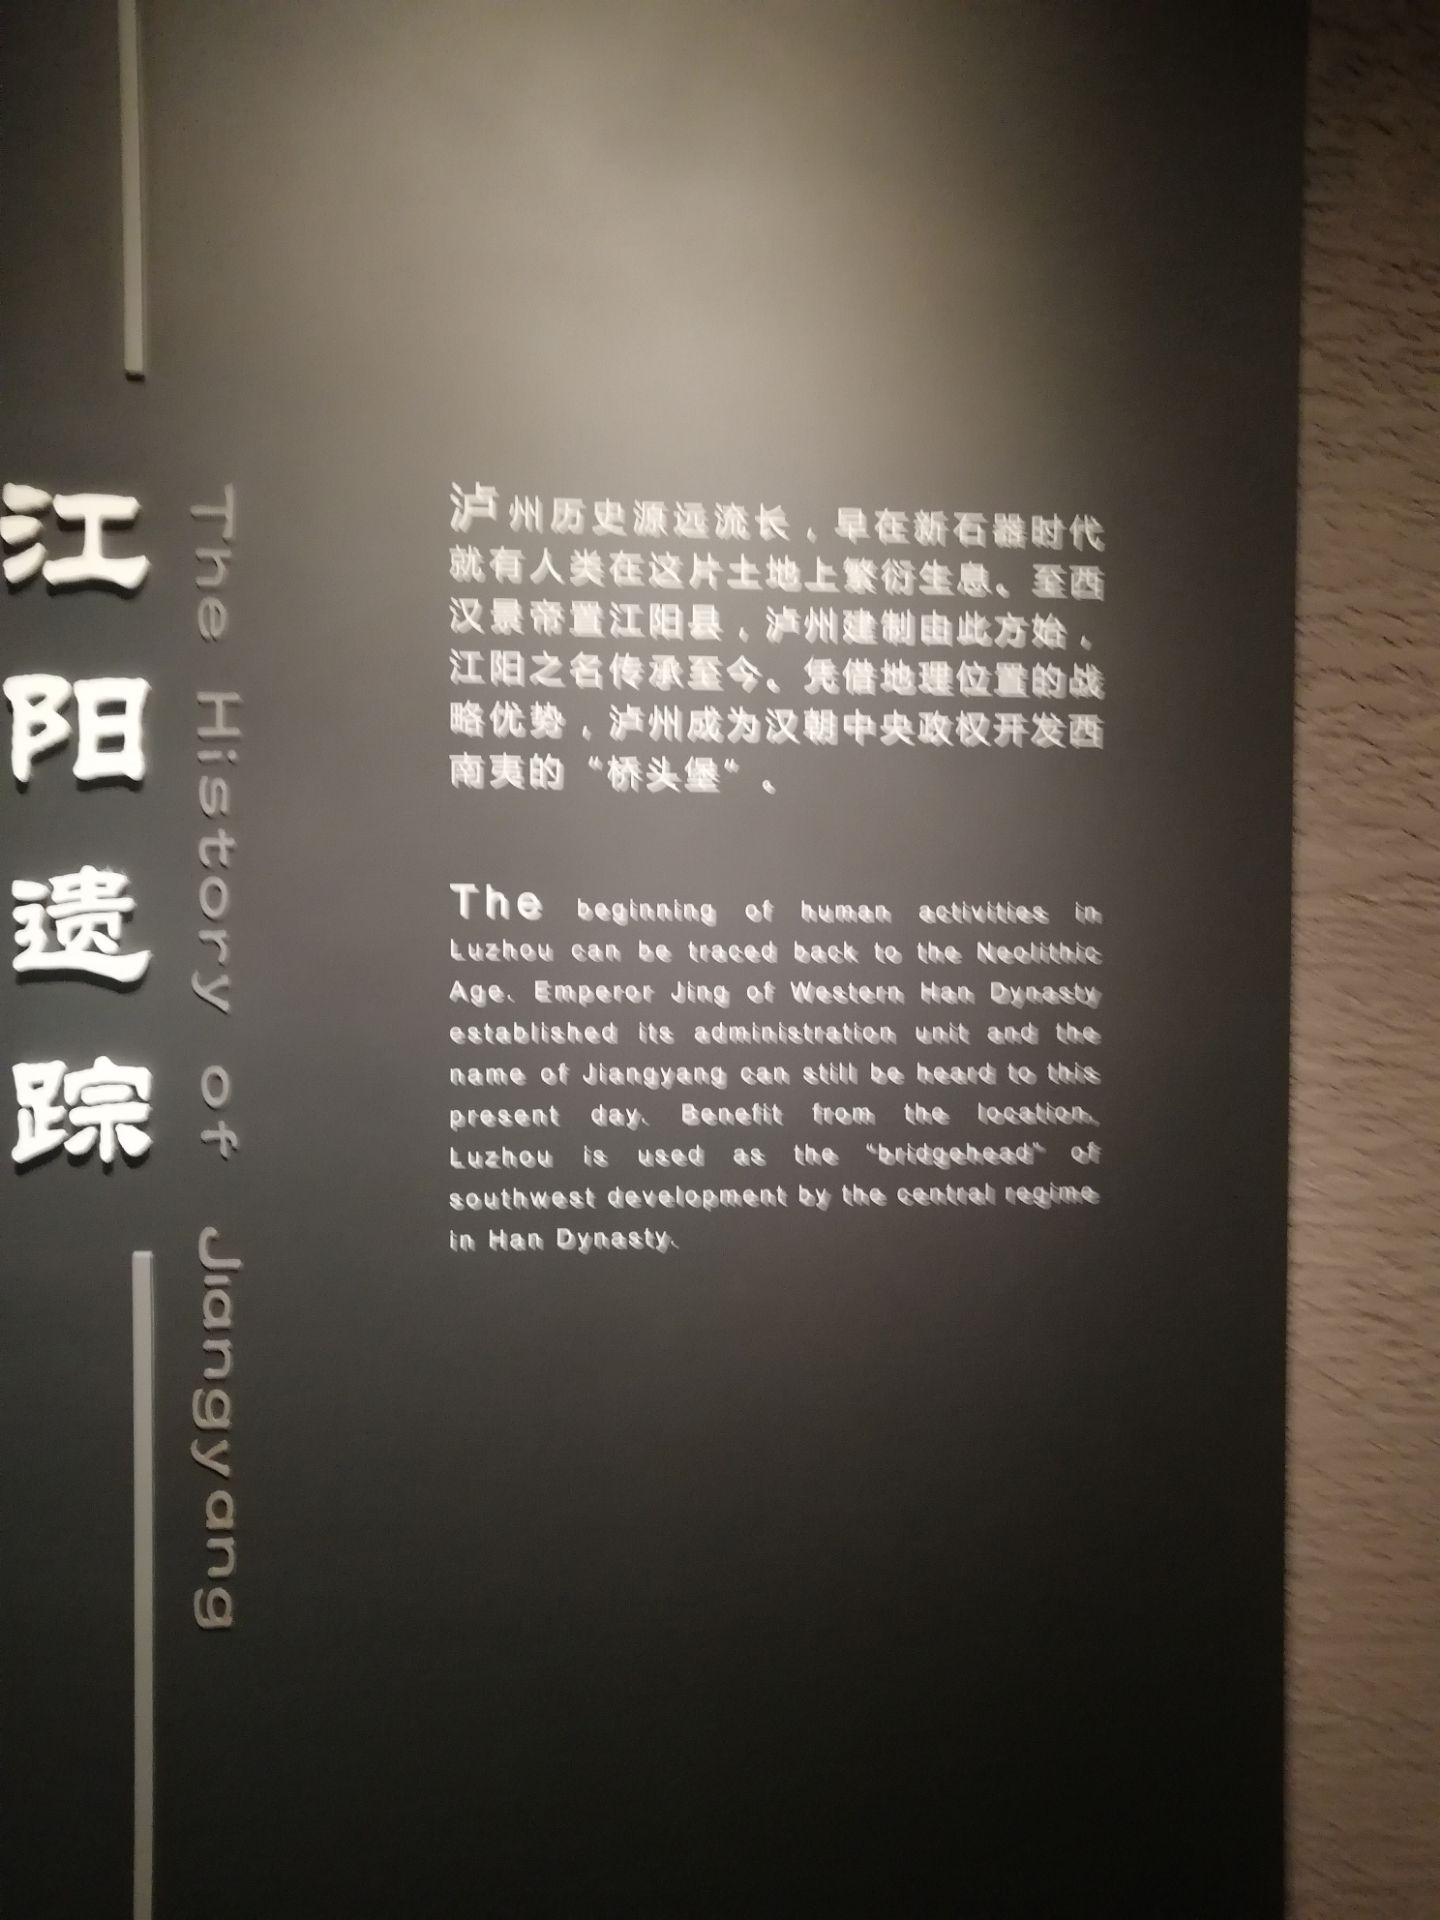 江阳遗踪
The History of Jiangyang
泸州历史源远流长，早在新石器时代
就有人类在这片土地上繁衍生息。至西
汉景帝置江阳县，泸州建制由此方始，
江阳之名传承至今。凭借地理位置的战
略优势，泸州成为汉朝中央政权开发西
南夷的“桥头堡”。
The beginning of human activities in
Luzhou can be traced back to the Neolithic
Age. Emperor Jing of Western Han Dynasty
established its administration unit and the
name of Jiangyang can still be heard to this
present day. Benefit from the location,
Luzhou is used as the “bridgehead” of
southwest development by the central regime
in Han Dynasty.